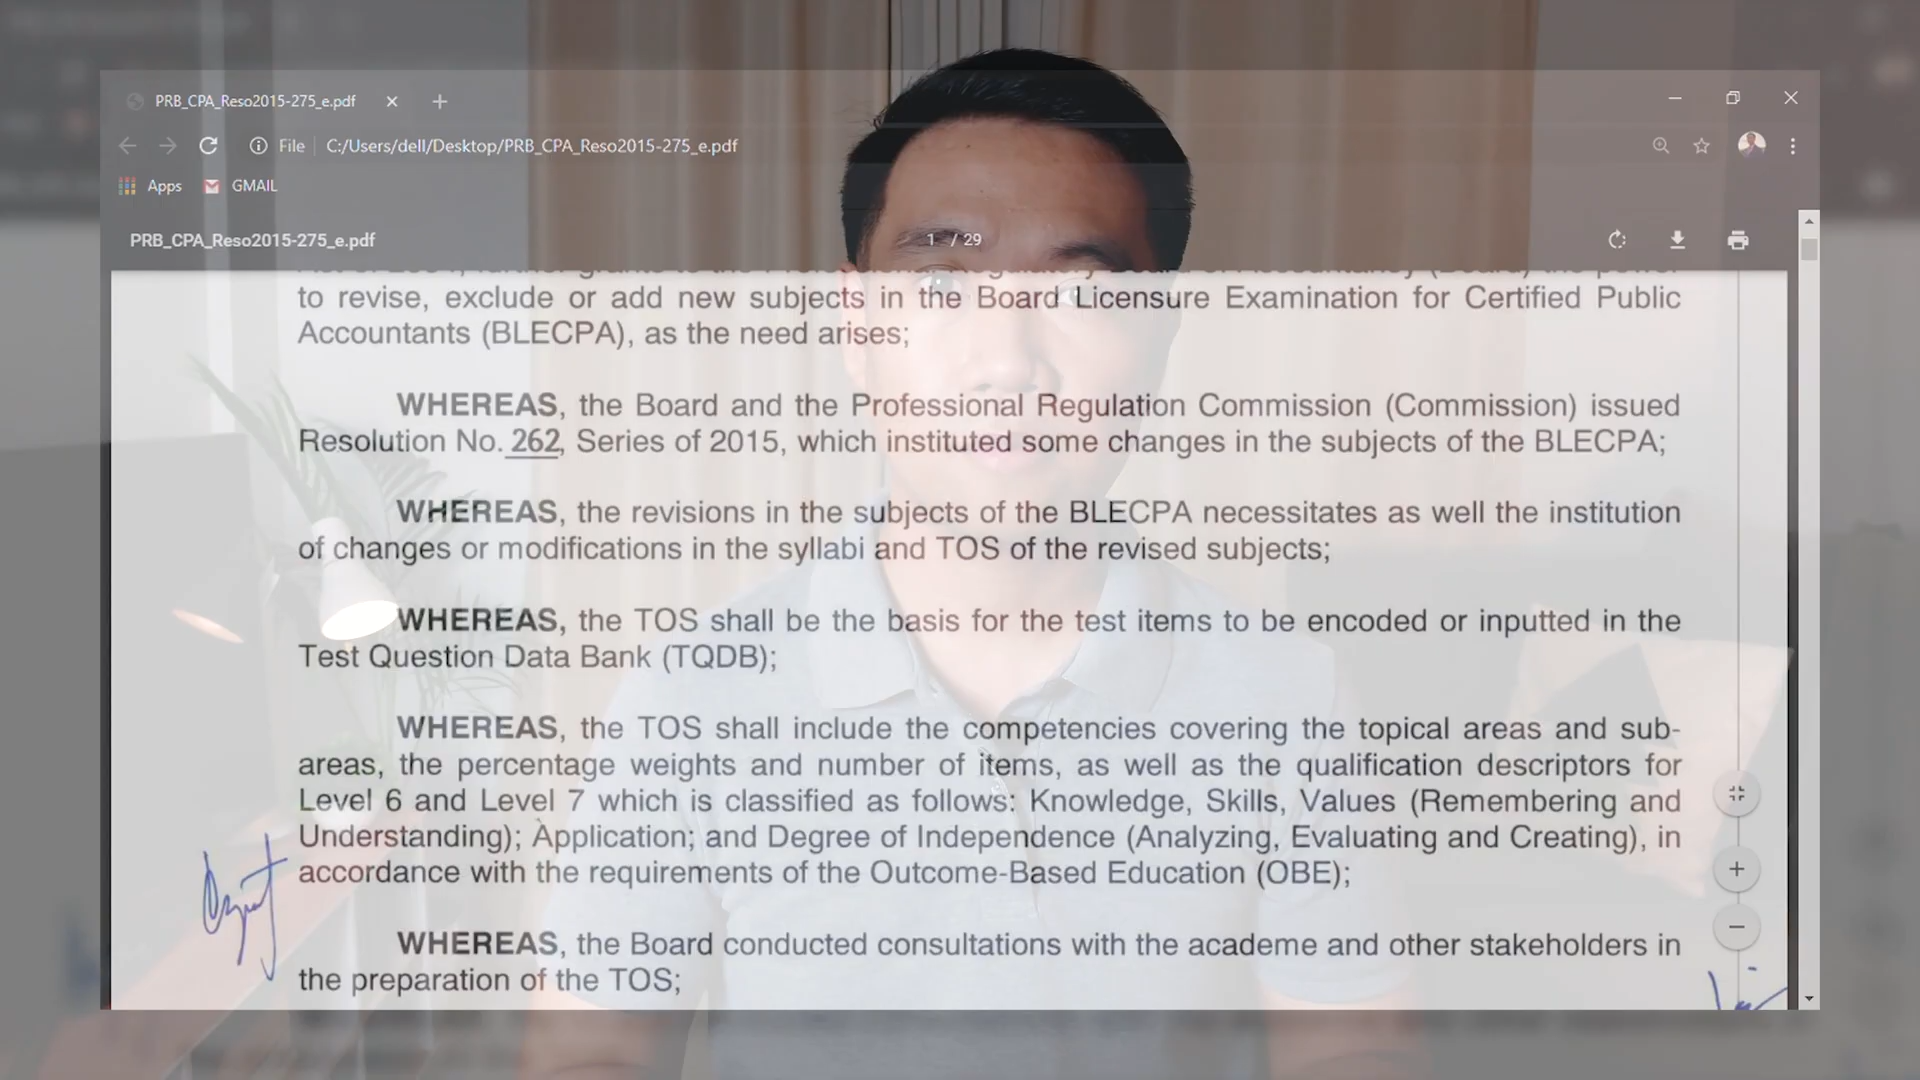 PRB_CPA_Reso2015-275_e.pdf
File C:/Users/dell/Desktop/PRB_CPA_Reso2015-275_e.pdf
Apps GMAIL
PRB_CPA_Reso2015-275_e.pdf 1 / 29
to revise, exclude or add new subjects in the Board Licensure Examination for Certified Public
Accountants (BLECPA), as the need arises;
WHEREAS, the Board and the Professional Regulation Commission (Commission) issued
Resolution No. 262, Series of 2015, which instituted some changes in the subjects of the BLECPA;
WHEREAS, the revisions in the subjects of the BLECPA necessitates as well the institution
of changes or modifications in the syllabi and TOS of the revised subjects;
WHEREAS, the TOS shall be the basis for the test items to be encoded or inputted in the
Test Question Data Bank (TQDB);
WHEREAS, the TOS shall include the competencies covering the topical areas and sub-
areas, the percentage weights and number of items, as well as the qualification descriptors for
Level 6 and Level 7 which is classified as follows: Knowledge, Skills, Values (Remembering and
Understanding); Application; and Degree of Independence (Analyzing, Evaluating and Creating), in
accordance with the requirements of the Outcome-Based Education (OBE);
WHEREAS, the Board conducted consultations with the academe and other stakeholders in
the preparation of the TOS;